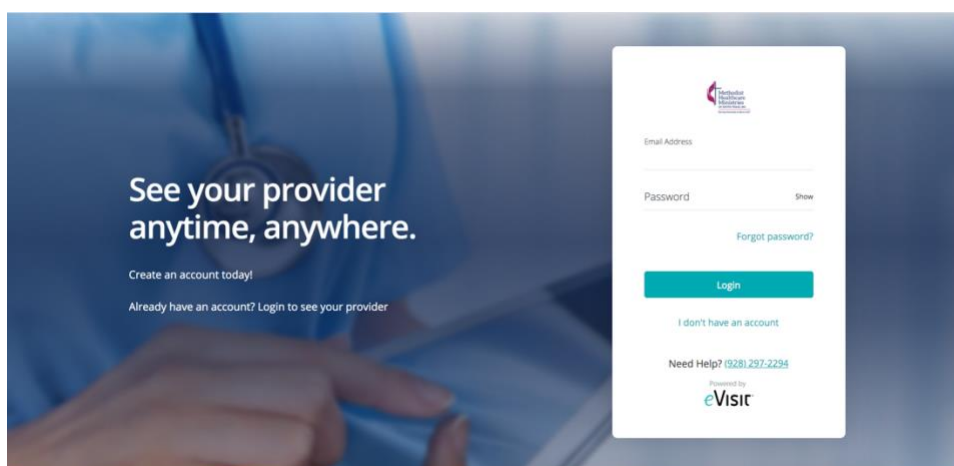 See your provider
anytime, anywhere.
Create an account today!
Already have an account? Login to see your provider
Methodist
Healthcare
Ministries
Email Address
Password
Show
Forgot password?
Login
I don't have an account
Need Help? (928) 297-2294
Powered by
eVisit